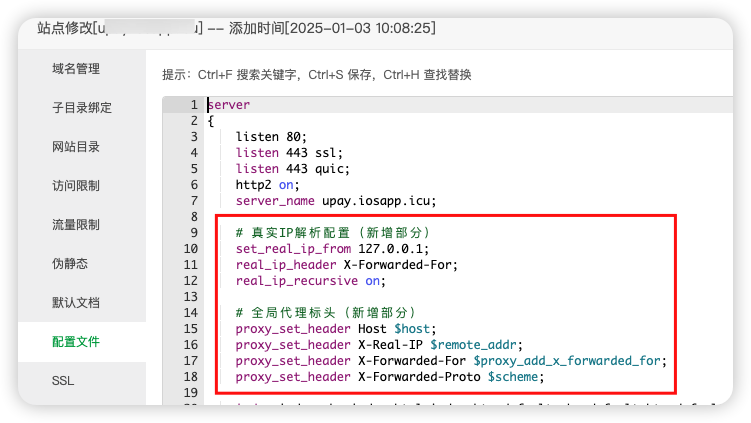 站点修改[u] -- 添加时间[2025-01-03 10:08:25]
域名管理
子目录绑定
网站目录
访问限制
流量限制
伪静态
默认文档
配置文件
SSL
提示：Ctrl+F 搜索关键字，Ctrl+S 保存，Ctrl+H 查找替换
1 server
2 {
3 listen 80;
4 listen 443 ssl;
5 listen 443 quic;
6 http2 on;
7 server_name upay.iosapp.icu;
8
9 # 真实IP解析配置（新增部分）
10 set_real_ip_from 127.0.0.1;
11 real_ip_header X-Forwarded-For;
12 real_ip_recursive on;
13
14 # 全局代理标头（新增部分）
15 proxy_set_header Host $host;
16 proxy_set_header X-Real-IP $remote_addr;
17 proxy_set_header X-Forwarded-For $proxy_add_x_forwarded_for;
18 proxy_set_header X-Forwarded-Proto $scheme;
19